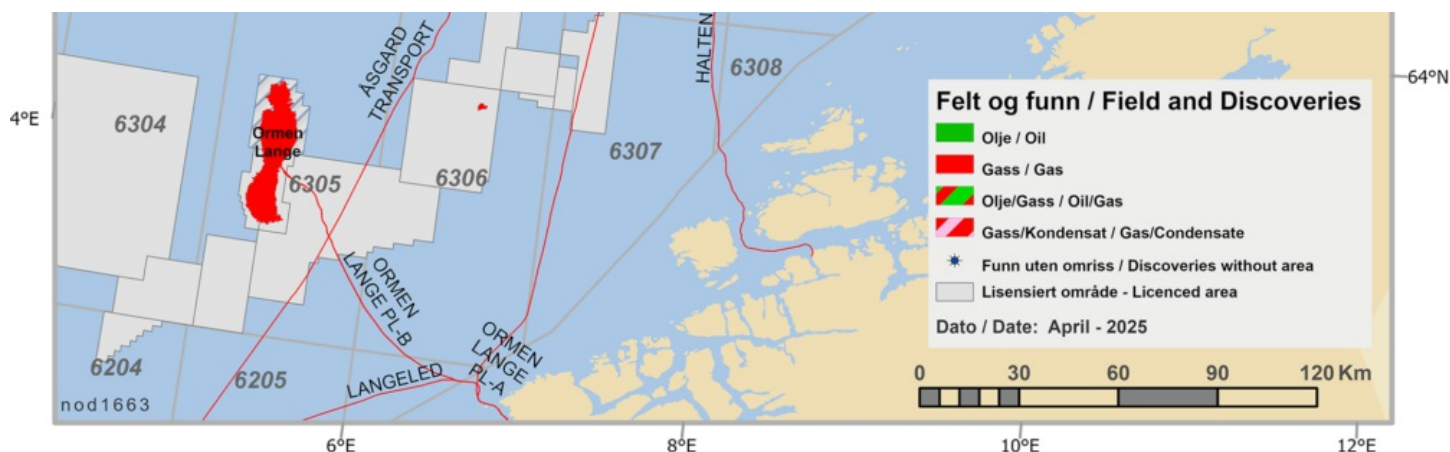 ÅSGARD
TRANSPORT
HALTEN
6308
64°N
4°E
6304
Ormen
Lange
6305
6306
6307
ORMEN
LANGE PL-B
ORMEN
LANGE
PL-A
LANGELED
6204
6205
nod1663
Felt og funn / Field and Discoveries
Olje / Oil
Gass / Gas
Olje/Gass / Oil/Gas
Gass/Kondensat / Gas/Condensate
Funn uten omriss / Discoveries without area
Lisensiert område - Licenced area
Dato / Date: April - 2025
0 30 60 90 120 Km
6°E 8°E 10°E 12°E